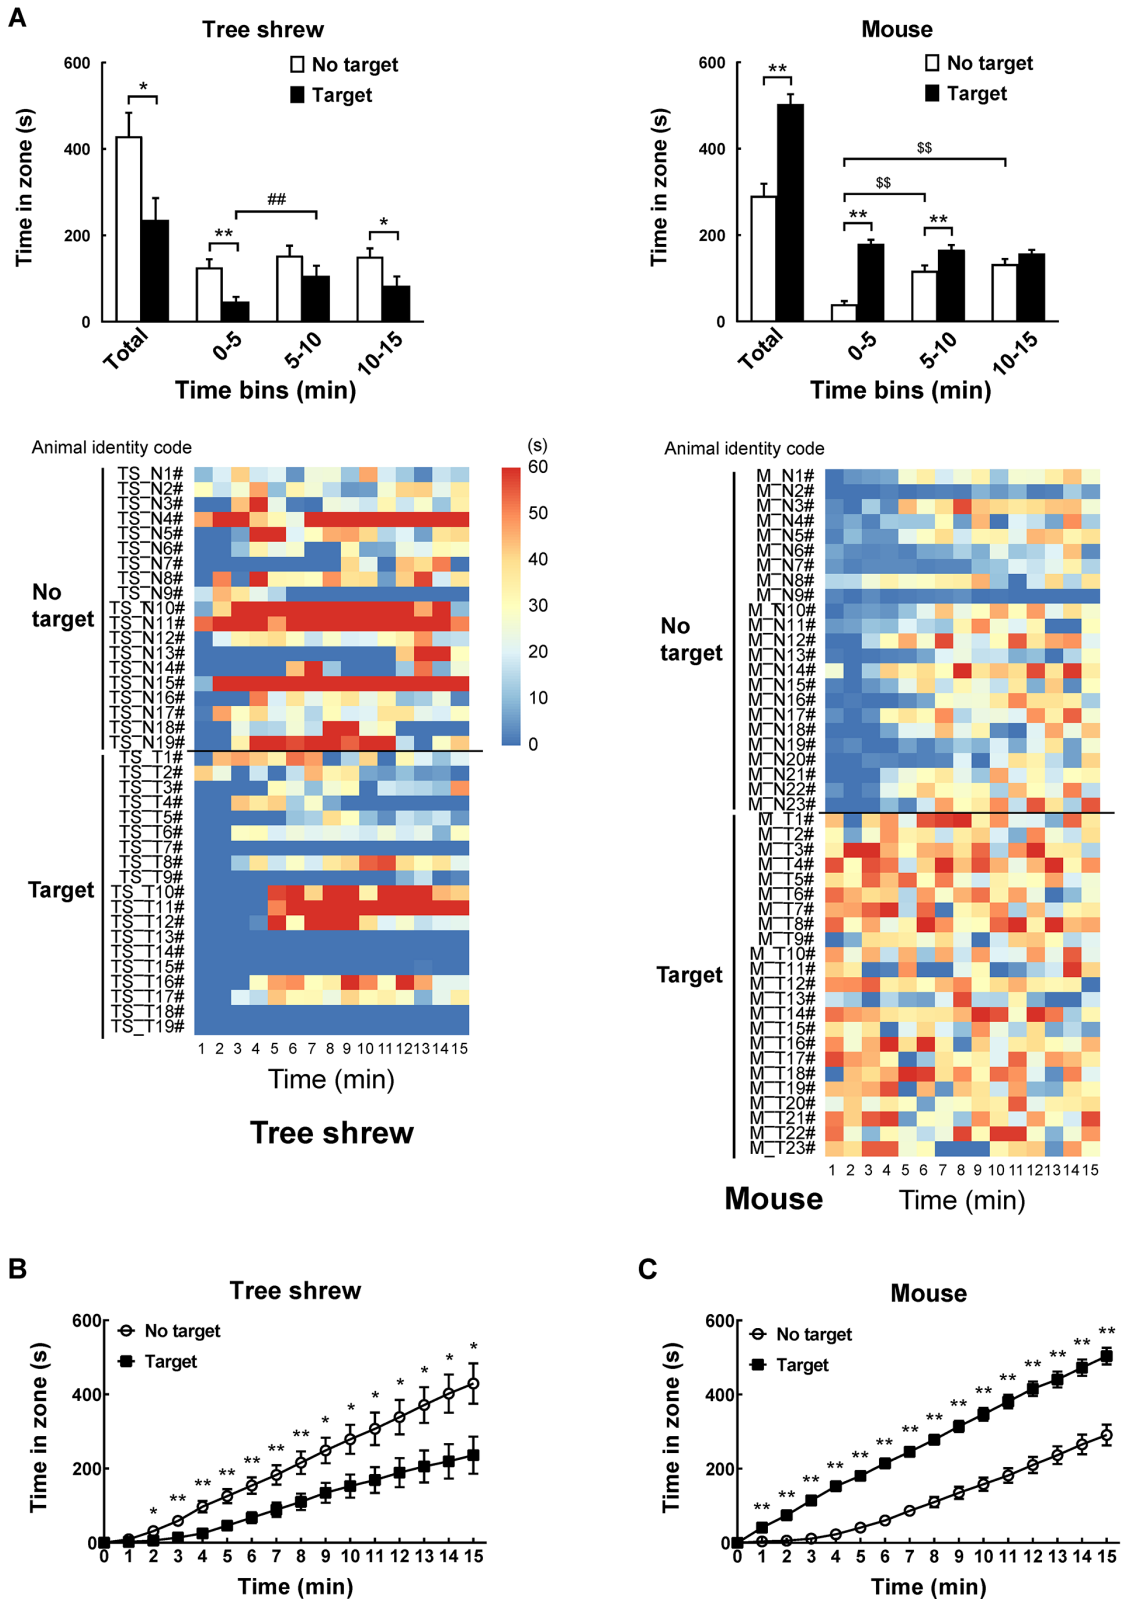 A
Tree shrew
No target
Target
Time in zone (s)
600
400
200
0
*
**
##
*
Total
0-5
5-10
10-15
Time bins (min)
Mouse
No target
Target
Time in zone (s)
600
400
200
0
**
**
**
$$
$$
Total
0-5
5-10
10-15
Time bins (min)
Animal identity code
(s)
60
50
40
30
20
10
0
No target
Target
TS_N1#
TS_N2#
TS_N3#
TS_N4#
TS_N5#
TS_N6#
TS_N7#
TS_N8#
TS_N9#
TS_N10#
TS_N11#
TS_N12#
TS_N13#
TS_N14#
TS_N15#
TS_N16#
TS_N17#
TS_N18#
TS_N19#
TS_T1#
TS_T2#
TS_T3#
TS_T4#
TS_T5#
TS_T6#
TS_T7#
TS_T8#
TS_T9#
TS_T10#
TS_T11#
TS_T12#
TS_T13#
TS_T14#
TS_T15#
TS_T16#
TS_T17#
TS_T18#
TS_T19#
1 2 3 4 5 6 7 8 9 10 11 12 13 14 15
Time (min)
Tree shrew
Animal identity code
No target
Target
M_N1#
M_N2#
M_N3#
M_N4#
M_N5#
M_N6#
M_N7#
M_N8#
M_N9#
M_N10#
M_N11#
M_N12#
M_N13#
M_N14#
M_N15#
M_N16#
M_N17#
M_N18#
M_N19#
M_N20#
M_N21#
M_N22#
M_N23#
M_T1#
M_T2#
M_T3#
M_T4#
M_T5#
M_T6#
M_T7#
M_T8#
M_T9#
M_T10#
M_T11#
M_T12#
M_T13#
M_T14#
M_T15#
M_T16#
M_T17#
M_T18#
M_T19#
M_T20#
M_T21#
M_T22#
M_T23#
1 2 3 4 5 6 7 8 9 10 11 12 13 14 15
Mouse
Time (min)
B
Tree shrew
No target
Target
Time in zone (s)
600
400
200
0
* ** ** ** ** ** ** * * * * * * *
0 1 2 3 4 5 6 7 8 9 10 11 12 13 14 15
Time (min)
C
Mouse
No target
Target
Time in zone (s)
600
400
200
0
** ** ** ** ** ** ** ** ** ** ** ** ** ** **
0 1 2 3 4 5 6 7 8 9 10 11 12 13 14 15
Time (min)